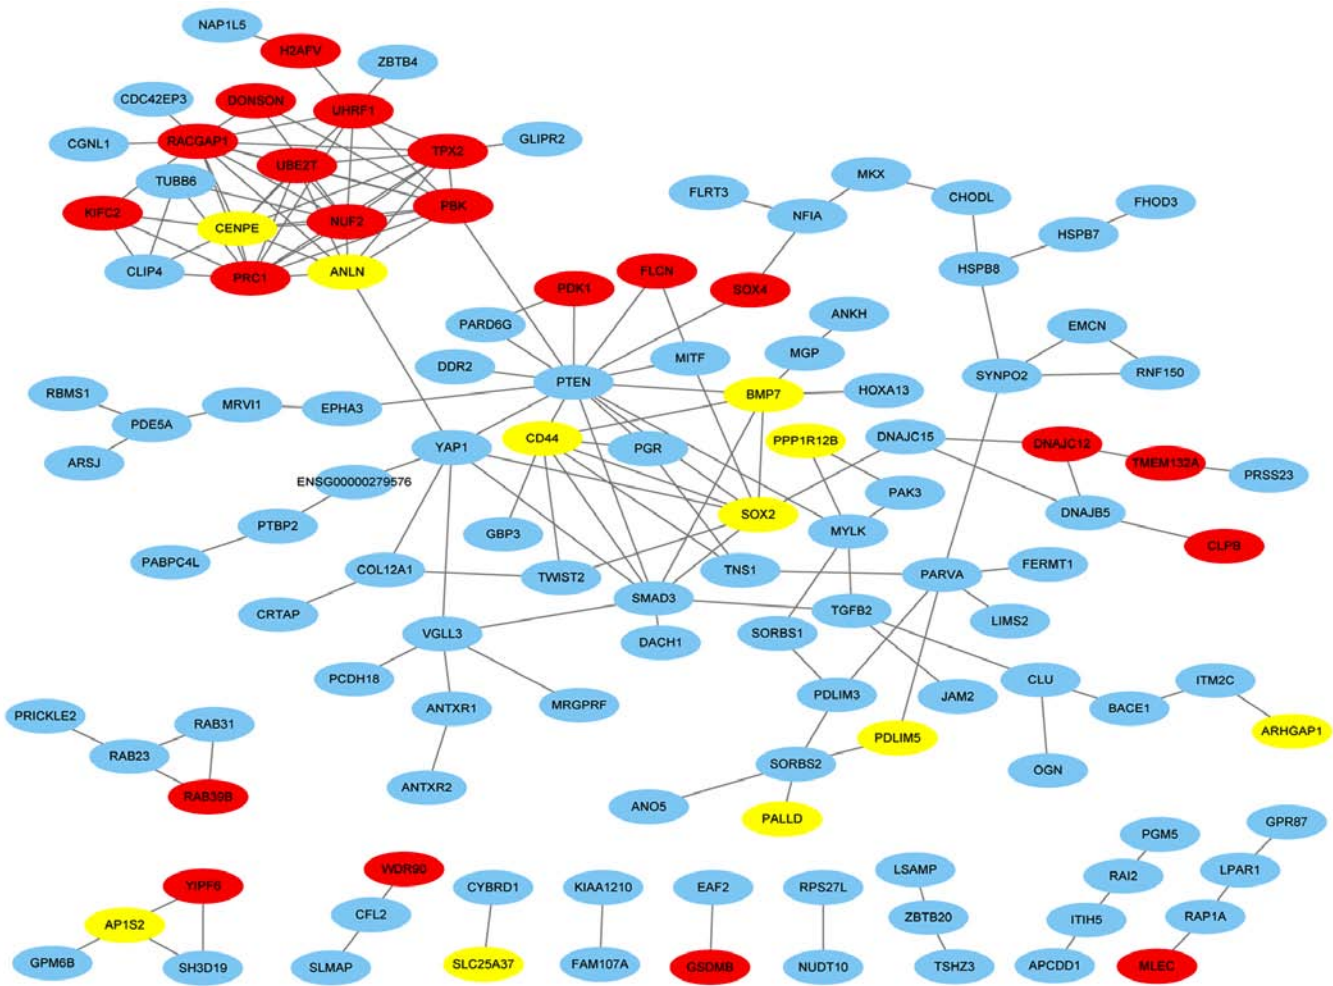 NAP1L5
H2AFV
ZBTB4
CDC42EP3
DONSON
UHRF1
CGNL1
RACGAP1
GLIPR2
TPX2
UBE2T
TUBB6
KIFC2
CENPE
NUF2
PBK
CLIP4
PRC1
ANLN
FLRT3
MKX
NFIA
CHODL
FHOD3
HSPB7
HSPB8
PDK1
FLCN
SOX4
PARD6G
ANKH
MITF
MGP
DDR2
PTEN
BMP7
HOXA13
EMCN
SYNPO2
RNF150
RBMS1
MRVI1
EPHA3
PDE5A
ARSJ
YAP1
CD44
PGR
PPP1R12B
DNAJC15
DNAJC12
TMEM132A
PRSS23
ENSG00000279576
PAK3
SOX2
DNAJB5
PTBP2
GBP3
MYLK
CLPB
PABPC4L
COL12A1
TWIST2
TNS1
PARVA
FERMT1
CRTAP
SMAD3
TGFB2
LIMS2
VGLL3
DACH1
SORBS1
PCDH18
MRGPRF
PDLIM3
JAM2
CLU
ITM2C
BACE1
ANTXR1
PRICKLE2
RAB31
PDLIM5
ARHGAP1
RAB23
SORBS2
OGN
ANTXR2
RAB39B
ANO5
PALLD
PGM5
GPR87
YIPF6
WDR90
CYBRD1
KIAA1210
EAF2
RPS27L
LSAMP
RAI2
LPAR1
AP1S2
CFL2
ZBTB20
ITIH5
RAP1A
GPM6B
SH3D19
SLMAP
SLC25A37
FAM107A
GSDMB
NUDT10
TSHZ3
APCDD1
MLEC